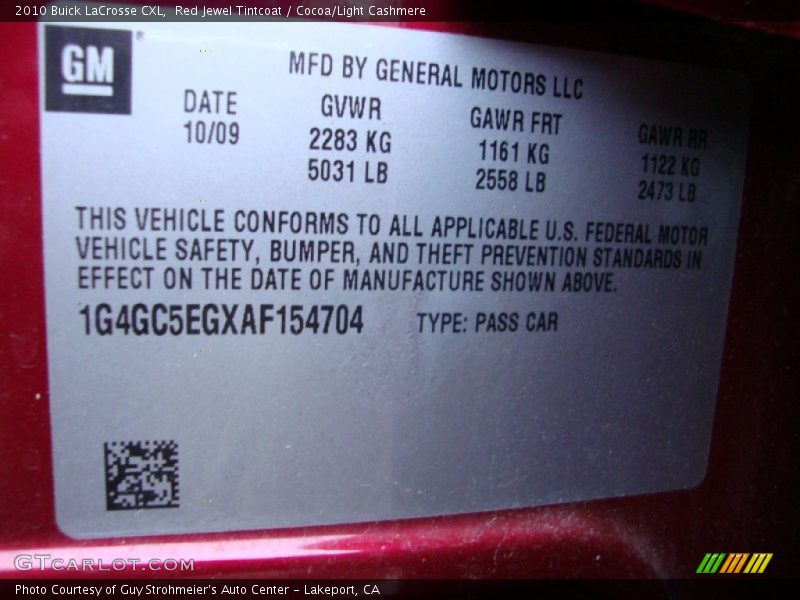 2010 Buick LaCrosse CXL,  Red Jewel Tintcoat / Cocoa/Light Cashmere
GM
MFD BY GENERAL MOTORS LLC
DATE GVWR GAWR FRT GAWR RR
10/09 2283 KG 1161 KG 1122 KG
5031 LB 2558 LB 2473 LB
THIS VEHICLE CONFORMS TO ALL APPLICABLE U.S. FEDERAL MOTOR
VEHICLE SAFETY, BUMPER, AND THEFT PREVENTION STANDARDS IN
EFFECT ON THE DATE OF MANUFACTURE SHOWN ABOVE.
1G4GC5EGXAF154704 TYPE: PASS CAR
GTCARLOT.COM
Photo Courtesy of Guy Strohmeier's Auto Center – Lakeport, CA